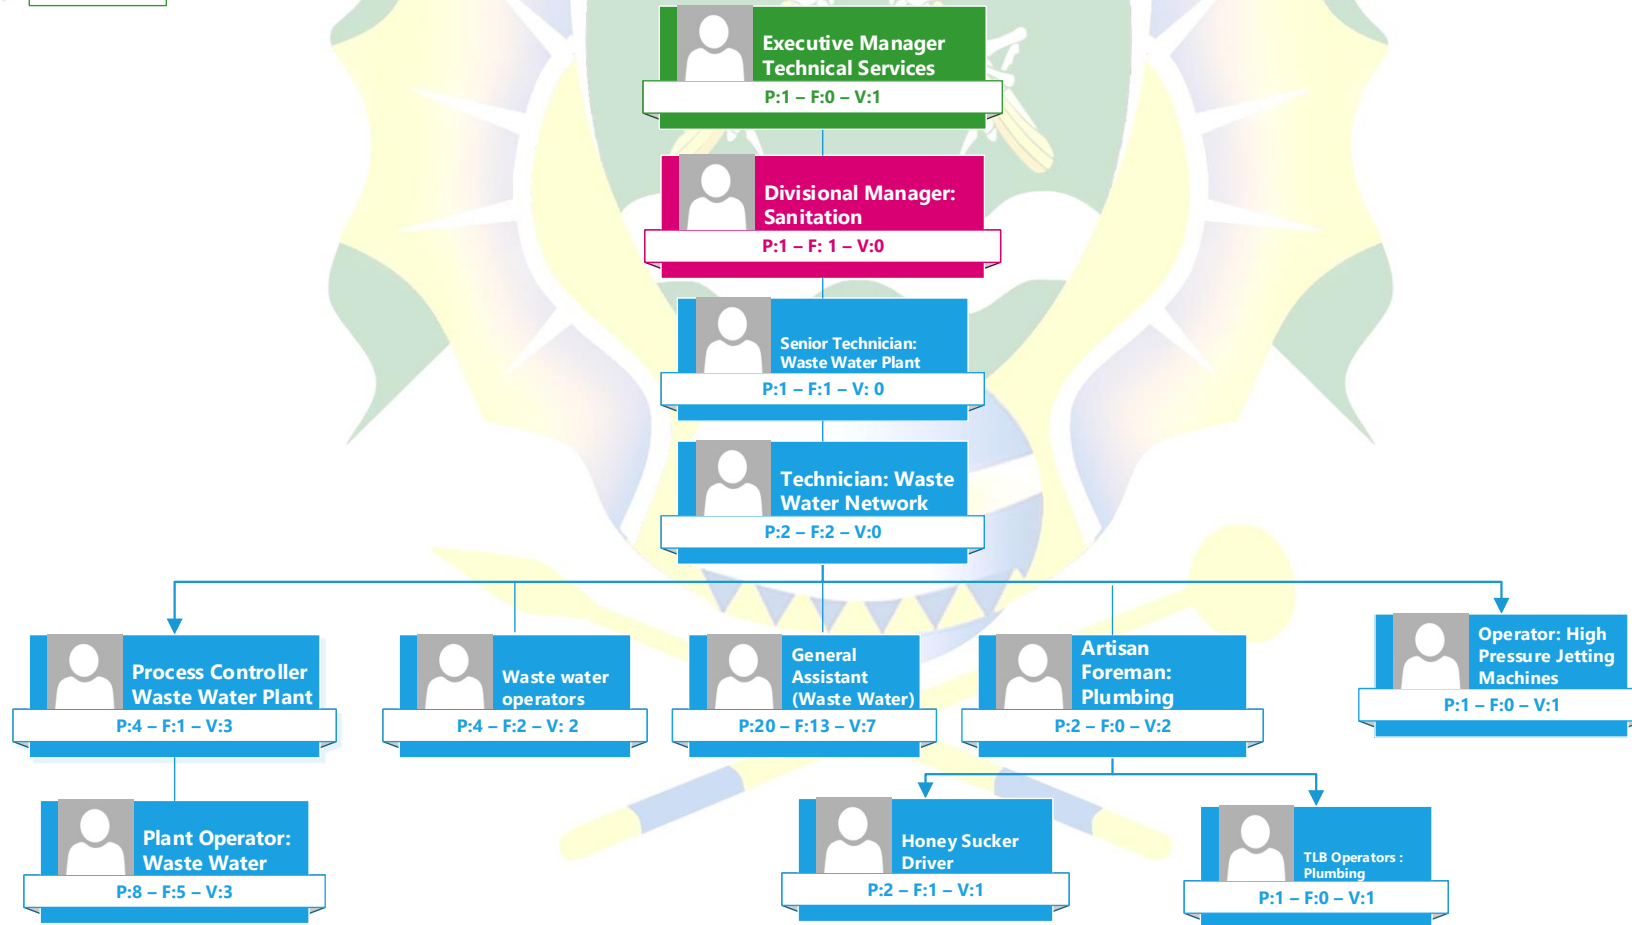 Executive Manager
Technical Services
P:1 – F:0 – V:1
Divisional Manager:
Sanitation
P:1 – F: 1 – V:0
Senior Technician:
Waste Water Plant
P:1 – F:1 – V: 0
Technician: Waste
Water Network
P:2 – F:2 – V:0
Process Controller
Waste Water Plant
P:4 – F:1 – V:3
Waste water
operators
P:4 – F:2 – V: 2
General
Assistant
(Waste Water)
P:20 – F:13 – V:7
Artisan
Foreman:
Plumbing
P:2 – F:0 – V:2
Operator: High
Pressure Jetting
Machines
P:1 – F:0 – V:1
Plant Operator:
Waste Water
P:8 – F:5 – V:3
Honey Sucker
Driver
P:2 – F:1 – V:1
TLB Operators :
Plumbing
P:1 – F:0 – V:1